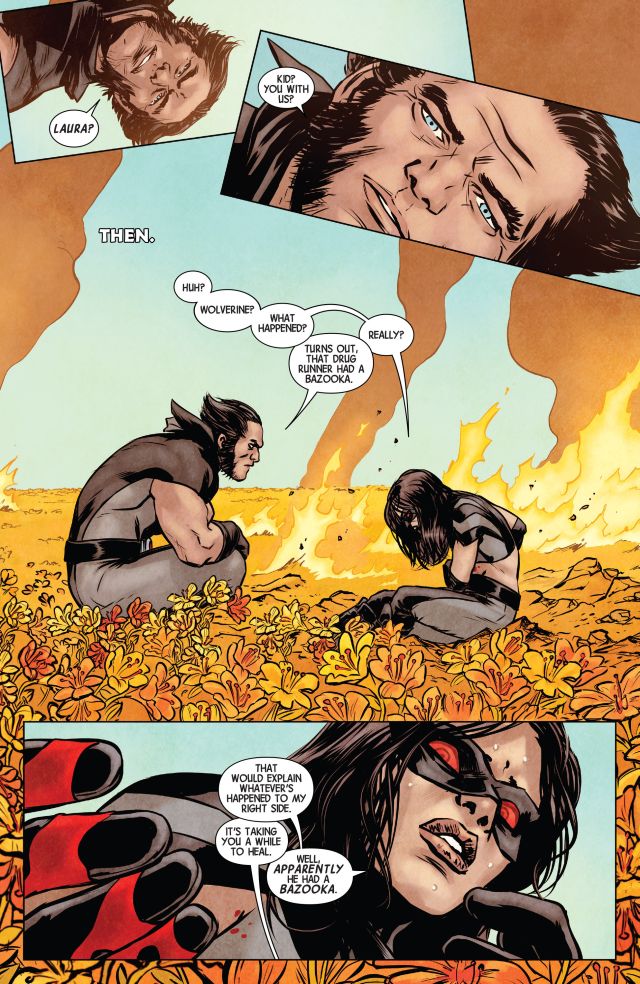 LAURA?
KID?
YOU WITH
US?
THEN.
HUH?
WOLVERINE?
WHAT
HAPPENED?
TURNS OUT,
THAT DRUG
RUNNER HAD A
BAZOOKA.
REALLY?
THAT
WOULD EXPLAIN
WHATEVER'S
HAPPENED TO MY
RIGHT SIDE.
IT'S TAKING
YOU A WHILE
TO HEAL.
WELL,
APPARENTLY
HE HAD A
BAZOOKA.